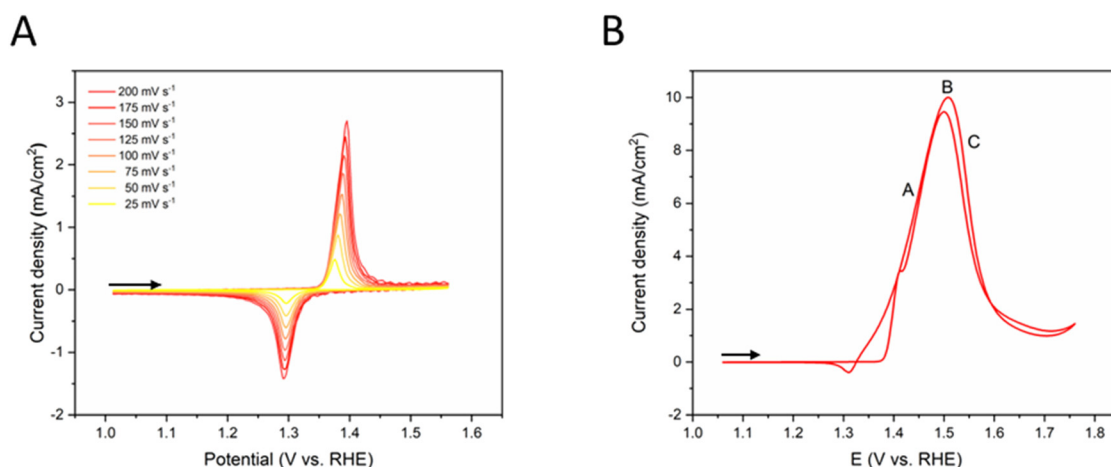 A
B
Current density (mA/cm²)
3
2
1
0
-1
-2
200 mV s⁻¹
175 mV s⁻¹
150 mV s⁻¹
125 mV s⁻¹
100 mV s⁻¹
75 mV s⁻¹
50 mV s⁻¹
25 mV s⁻¹
1.0 1.1 1.2 1.3 1.4 1.5 1.6
Potential (V vs. RHE)
Current density (mA/cm²)
10
8
6
4
2
0
-2
B
C
A
1.0 1.1 1.2 1.3 1.4 1.5 1.6 1.7 1.8
E (V vs. RHE)